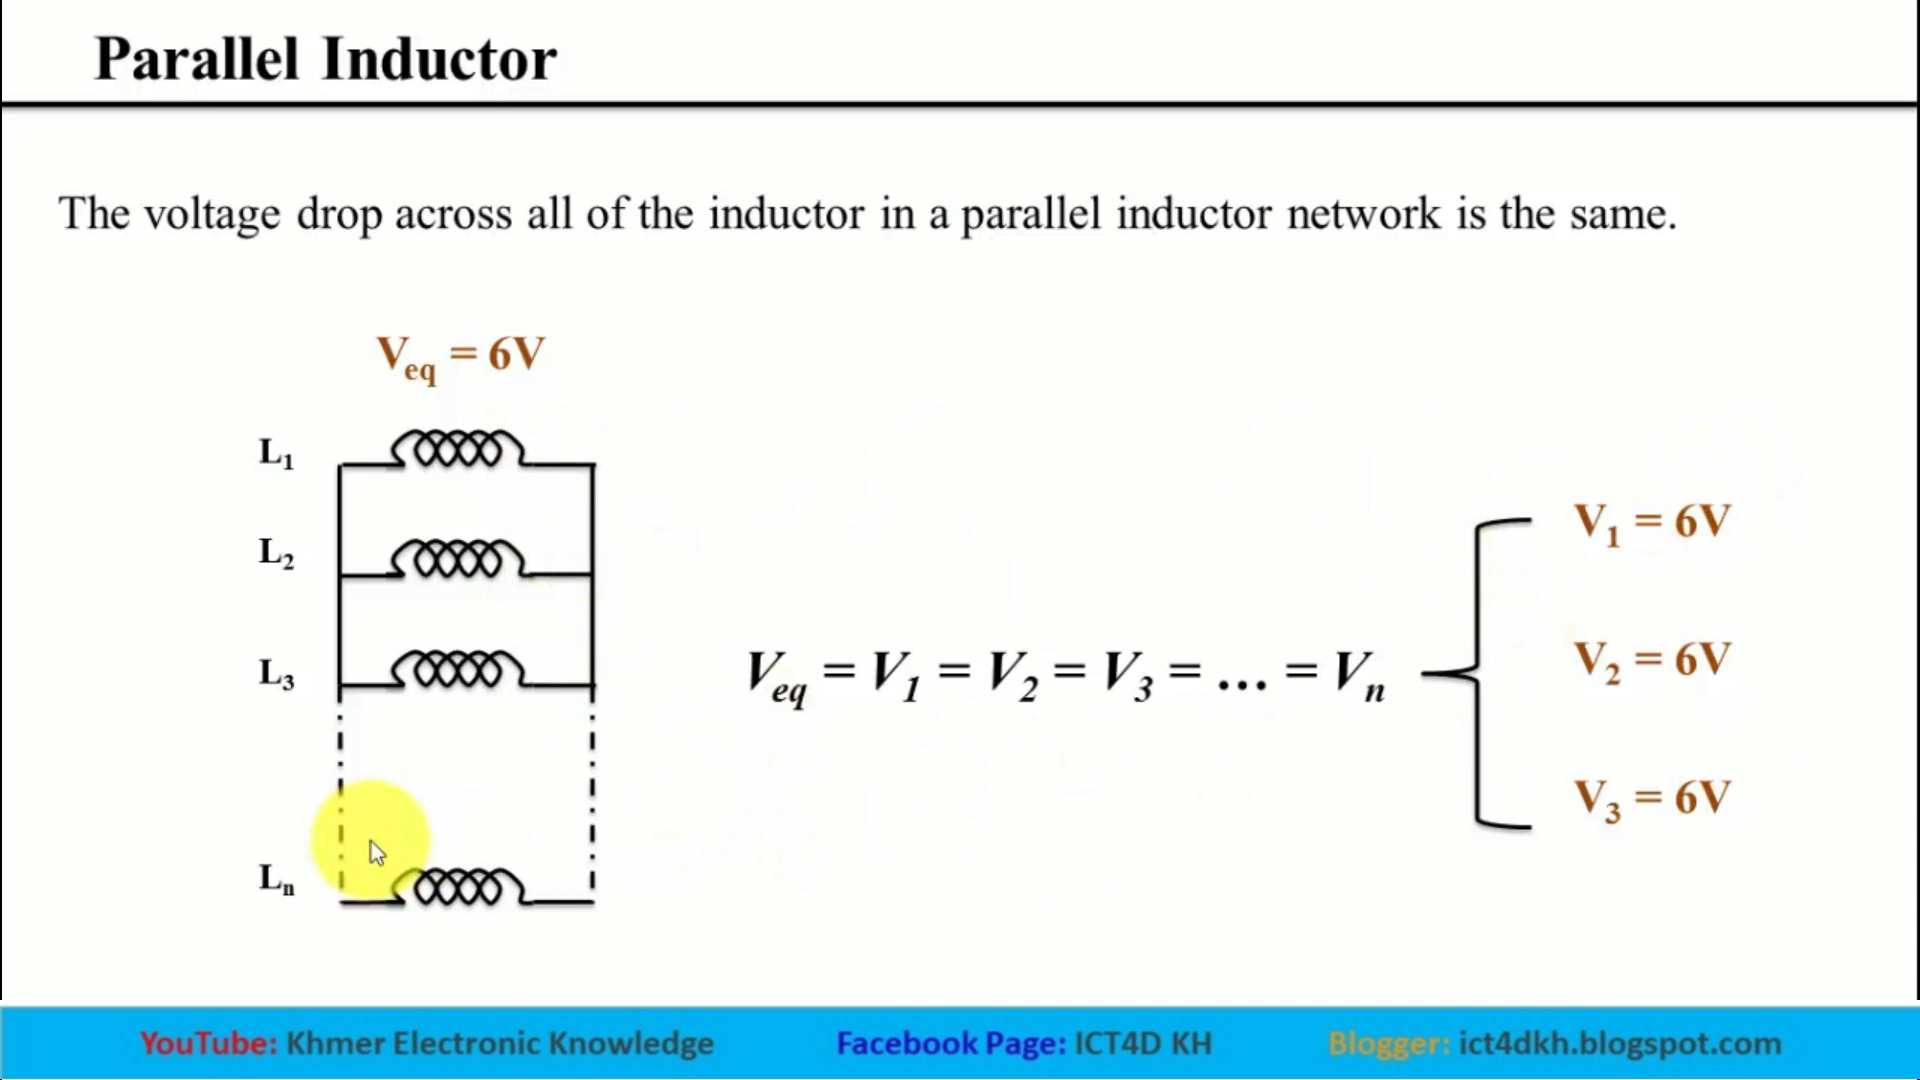 Parallel Inductor
The voltage drop across all of the inductor in a parallel inductor network is the same.
Veq = 6V
L1
L2
L3
Ln
Veq = V1 = V2 = V3 = ... = Vn
V1 = 6V
V2 = 6V
V3 = 6V
YouTube: Khmer Electronic Knowledge
Facebook Page: ICT4D KH
Blogger: ict4dkh.blogspot.com